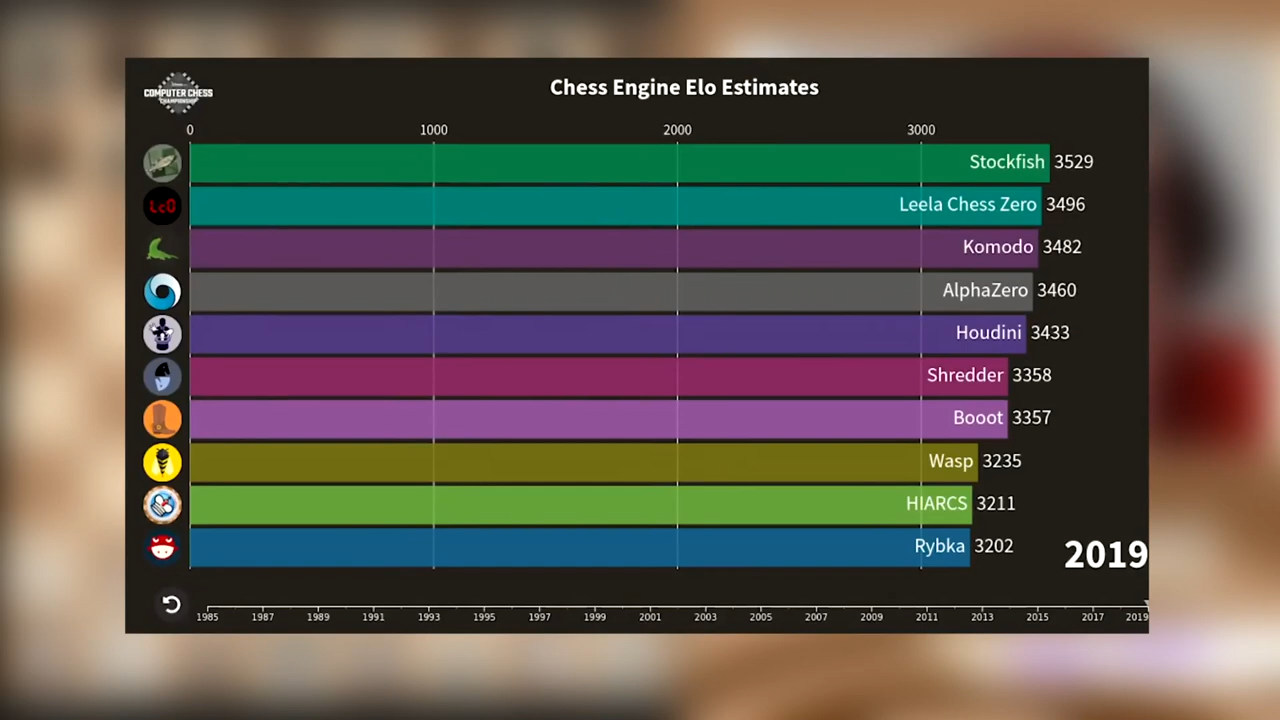 COMPUTER CHESS
CHAMPIONSHIP
Chess Engine Elo Estimates
0 1000 2000 3000
Stockfish 3529
Lc0
Leela Chess Zero 3496
Komodo 3482
AlphaZero 3460
Houdini 3433
Shredder 3358
Booot 3357
Wasp 3235
HIARCS 3211
Rybka 3202
2019
1985 1987 1989 1991 1993 1995 1997 1999 2001 2003 2005 2007 2009 2011 2013 2015 2017 2019